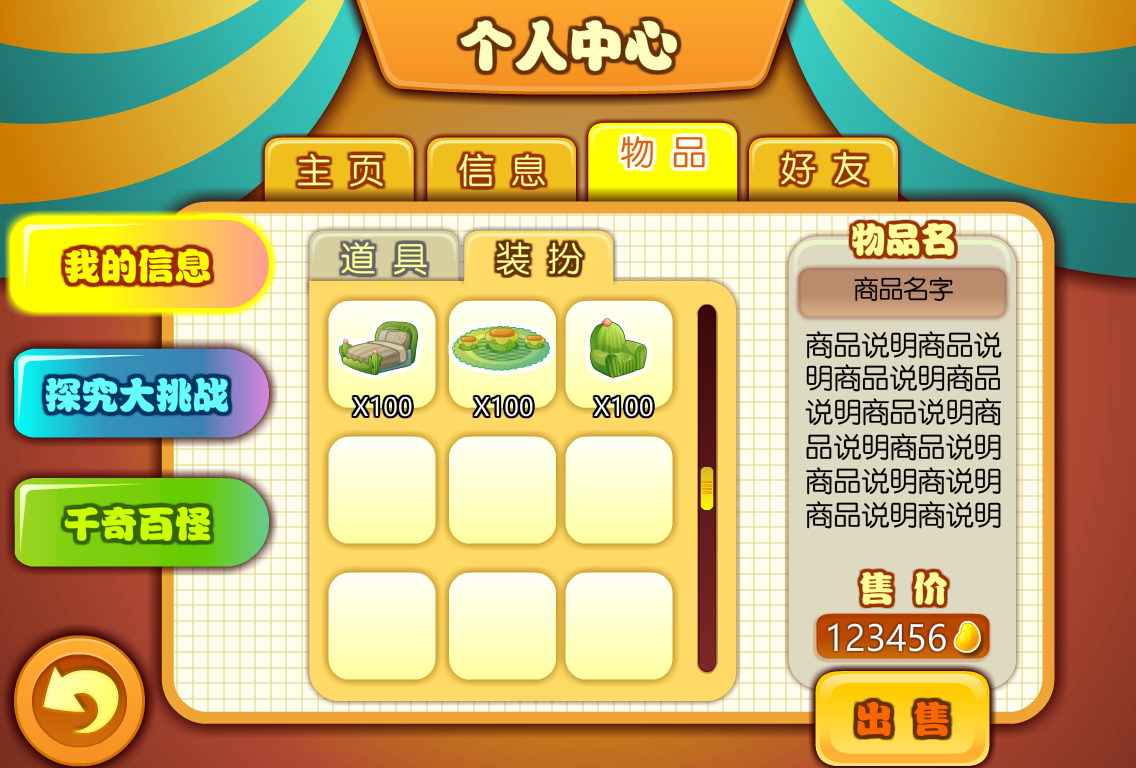 个人中心
主页
信息
物品
好友
我的信息
探究大挑战
千奇百怪
道具
装扮
X100
X100
X100
物品名
商品名字
商品说明商品说
明商品说明商品
说明商品说明商
品说明商品说明
商品说明商说明
商品说明商说明
售价
123456
出售